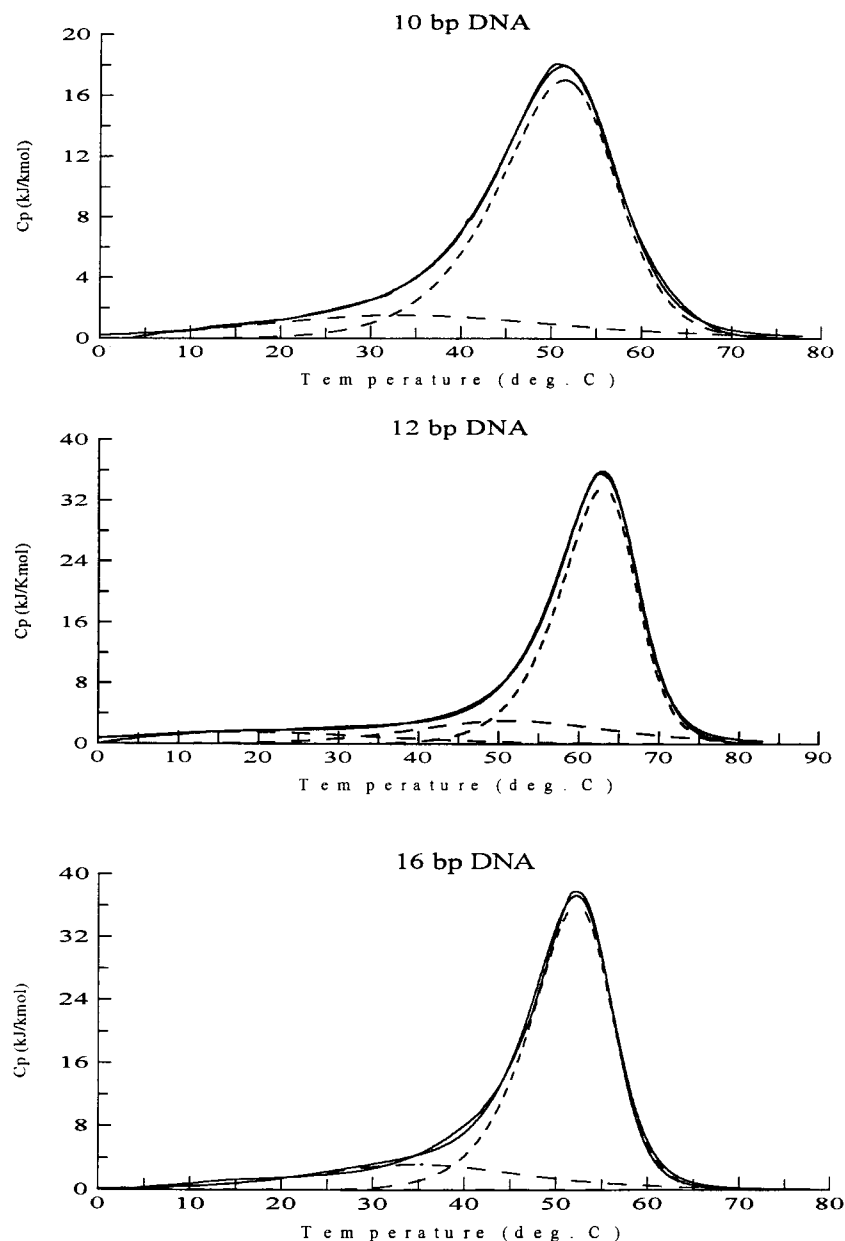 10 bp DNA
20
16
12
8
4
0
Cp (kJ/kmol)
0 10 20 30 40 50 60 70 80
Temperature (deg. C)
12 bp DNA
40
32
24
16
8
0
Cp (kJ/Kmol)
0 10 20 30 40 50 60 70 80 90
Temperature (deg. C)
16 bp DNA
40
32
24
16
8
0
Cp (kJ/kmol)
0 10 20 30 40 50 60 70 80
Temperature (deg. C)